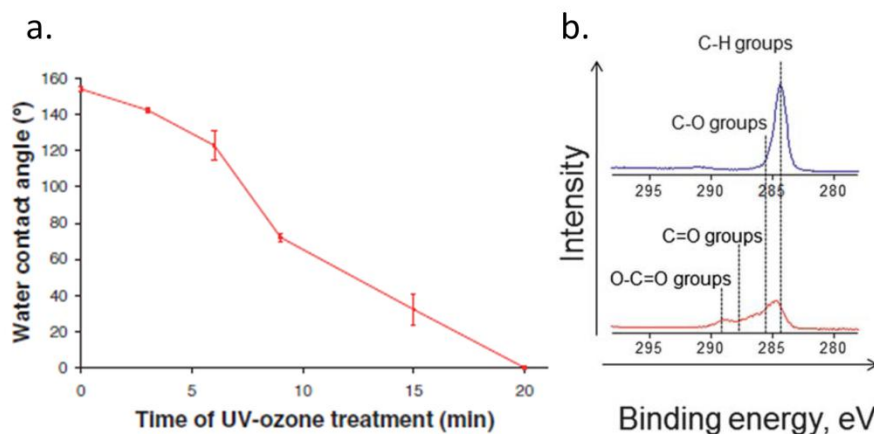 a.
160
140
120
100
80
60
40
20
0
Water contact angle (°)
0
5
10
15
20
Time of UV-ozone treatment (min)
b.
C-H groups
C-O groups
295
290
285
280
C=O groups
O-C=O groups
295
290
285
280
Intensity
Binding energy, eV